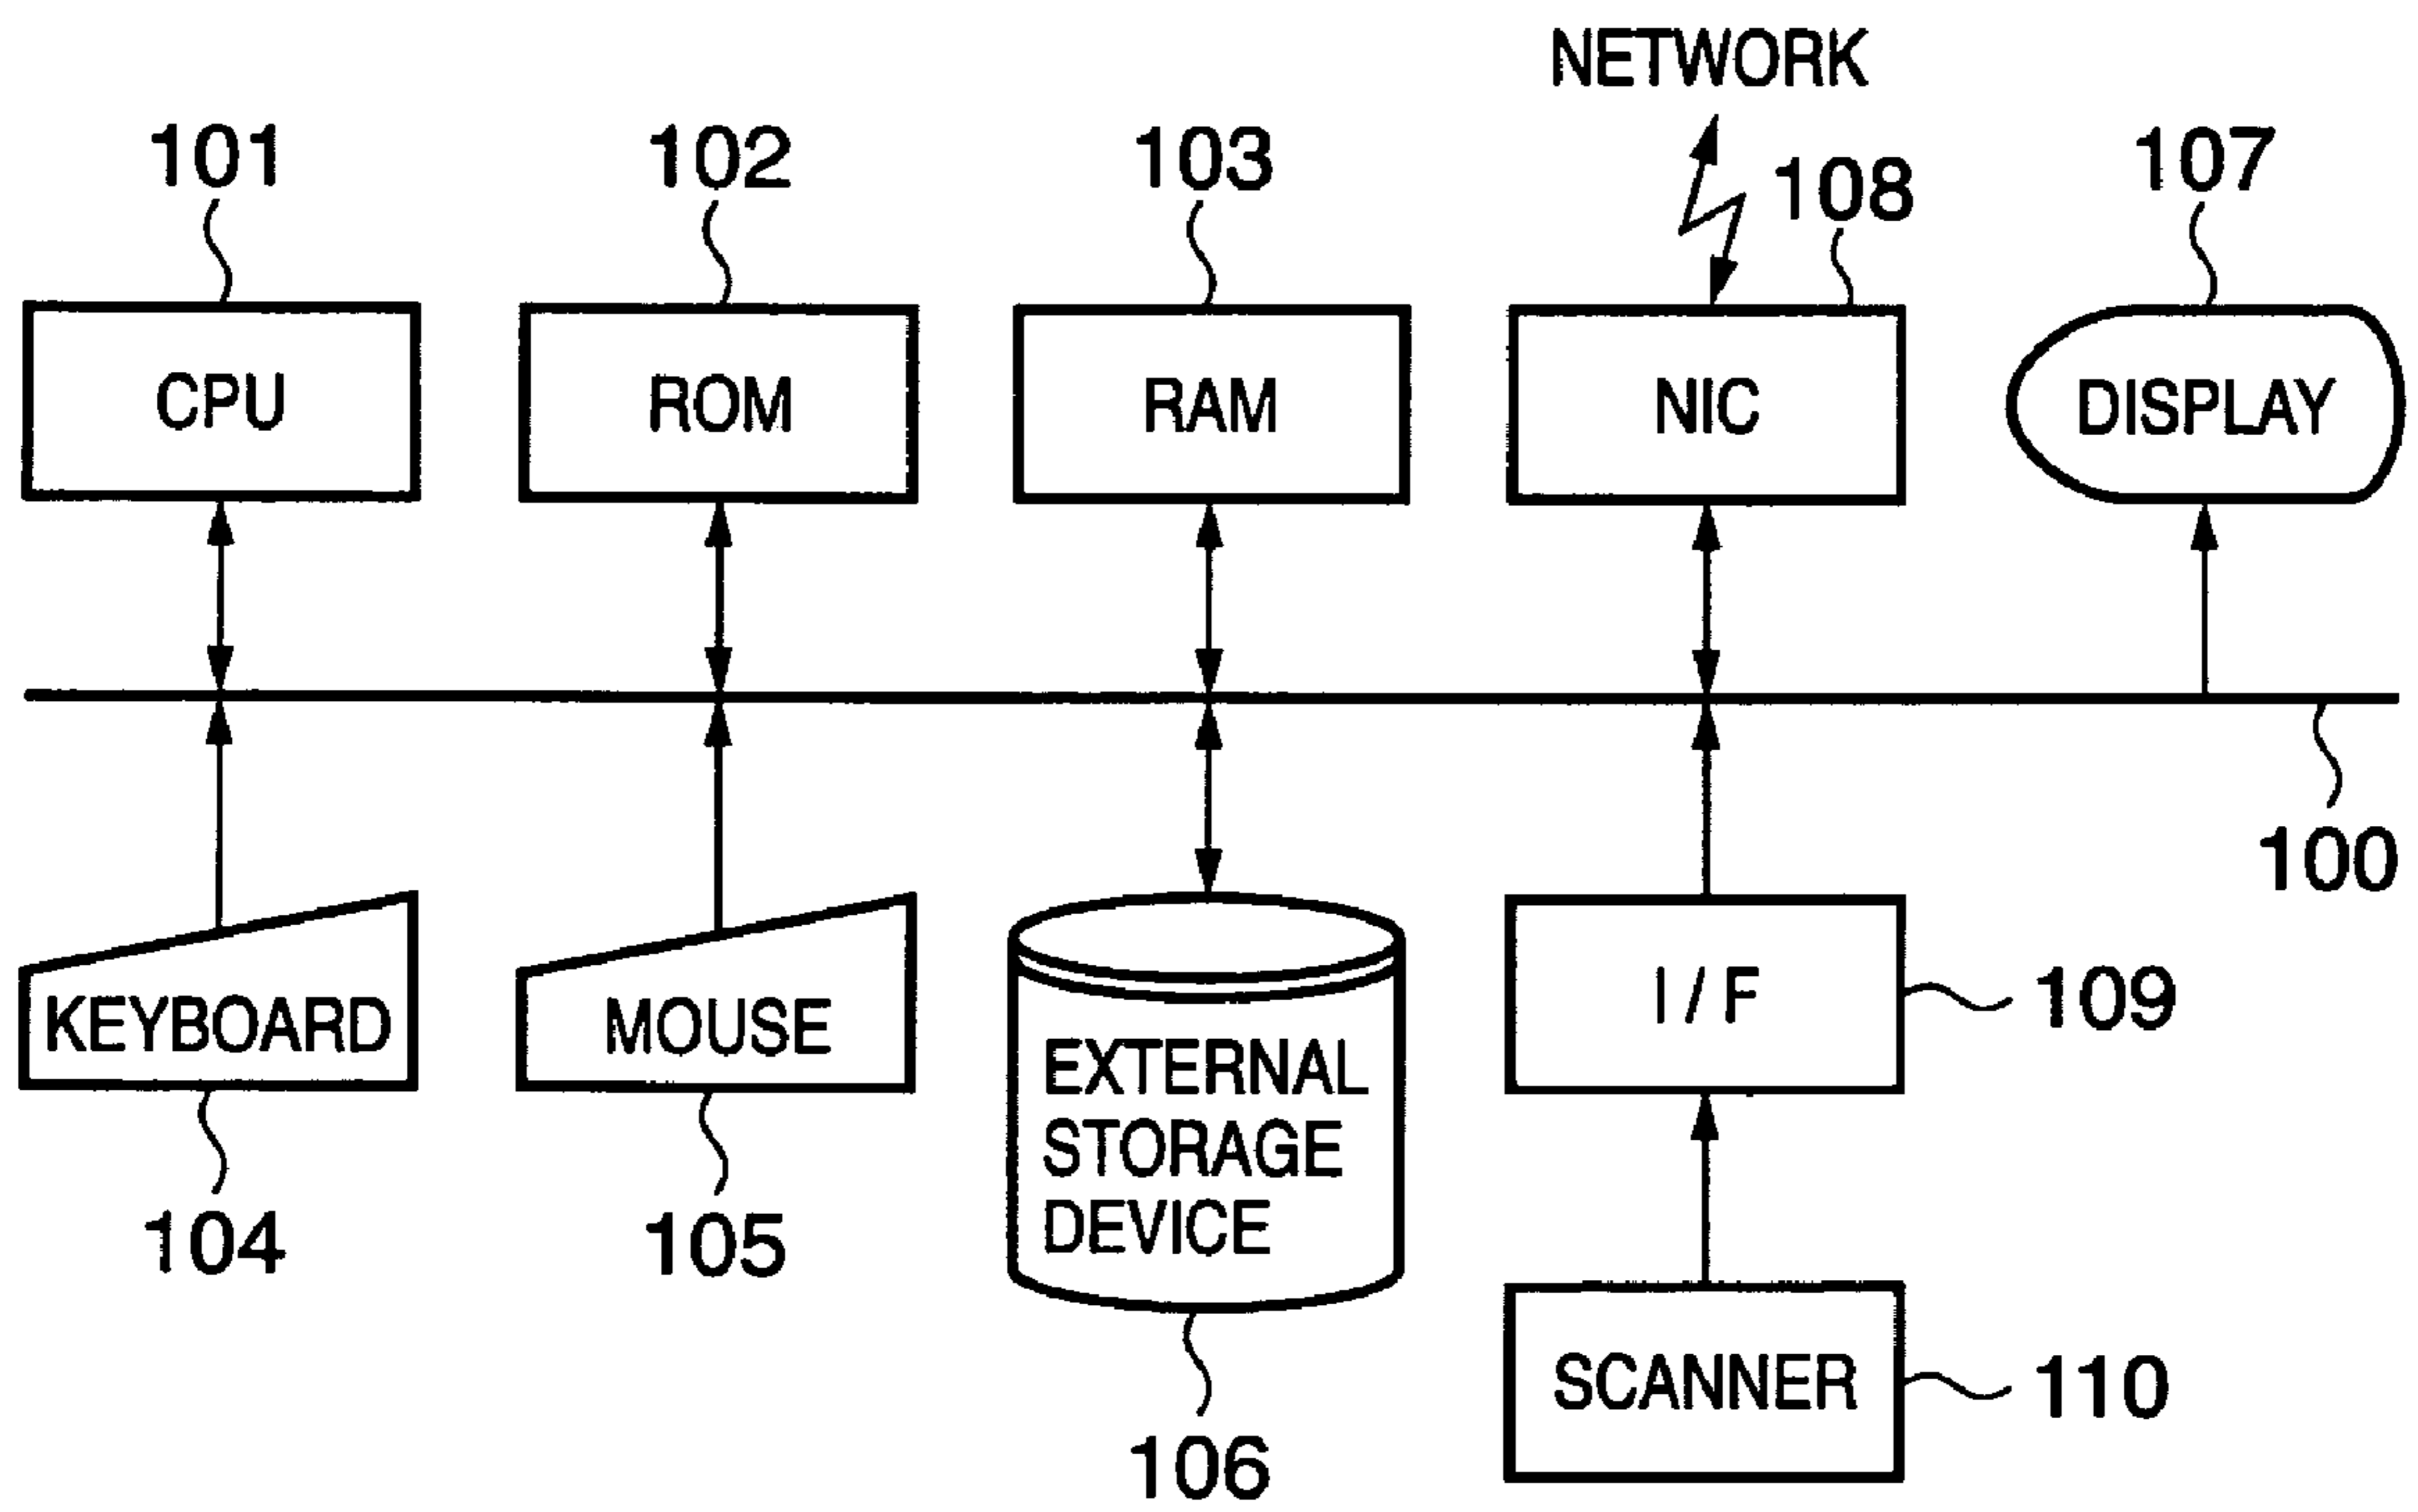 NETWORK
101
102
103
108
107
CPU
ROM
RAM
NIC
DISPLAY
100
KEYBOARD
MOUSE
EXTERNAL
STORAGE
DEVICE
I / F
109
104
105
106
SCANNER
110